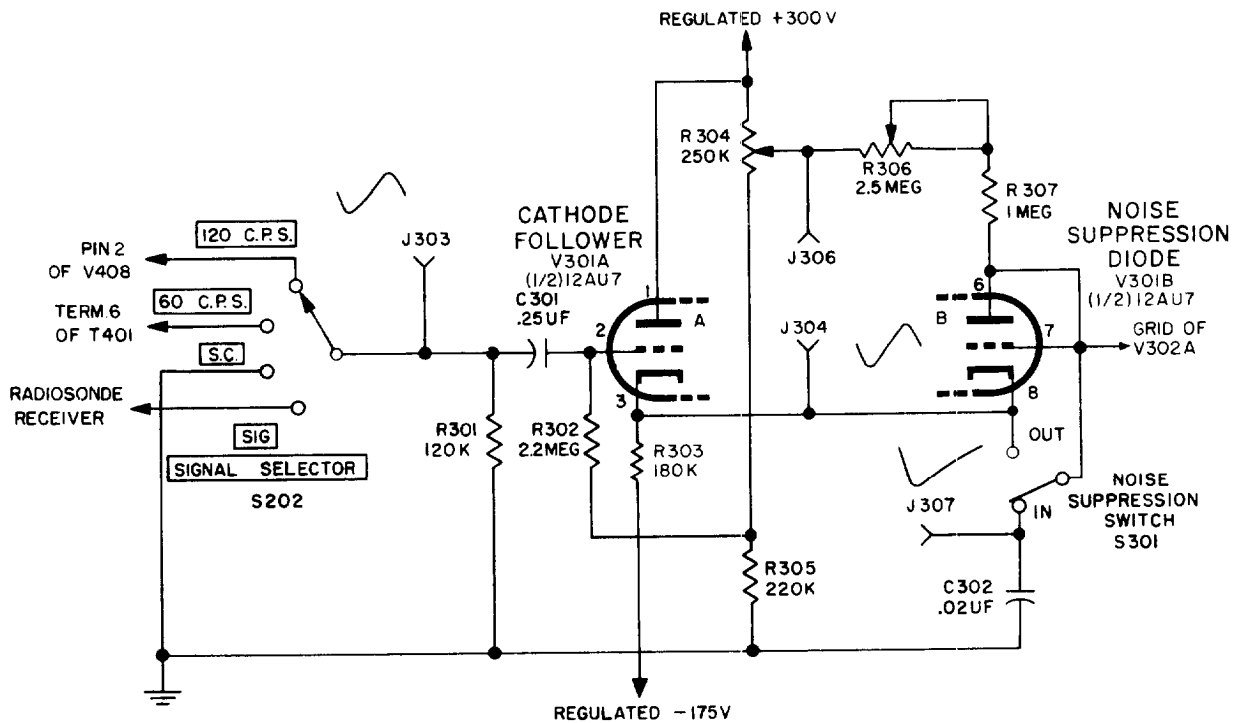 REGULATED +300V
R304
250K
R306
2.5 MEG
R307
1 MEG
NOISE
SUPPRESSION
DIODE
V301B
(1/2) 12AU7
CATHODE
FOLLOWER
V301A
(1/2) 12AU7
120 C.P.S.
J303
J306
PIN 2
OF V408
60 C.P.S.
TERM. 6
OF T401
C301
.25UF
1
A
2
3
J304
6
B
7
8
GRID OF
V302A
S.C.
RADIOSONDE
RECEIVER
SIG
SIGNAL SELECTOR
S202
R301
120K
R302
2.2MEG
R303
180K
OUT
J307
IN
NOISE
SUPPRESSION
SWITCH
S301
R305
220K
C302
.02UF
REGULATED -175V